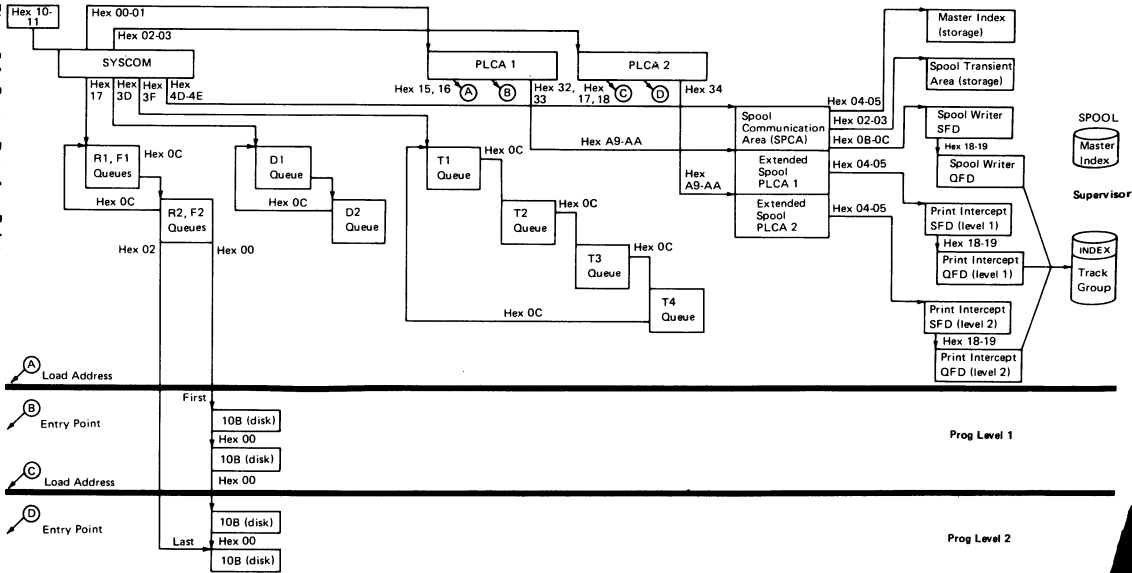 Hex 10-
11
Hex 00-01
Hex 02-03
SYSCOM
PLCA 1
PLCA 2
Master Index
(storage)
Spool Transient
Area (storage)
Hex
17
Hex
3D
Hex
3F
Hex
4D-4E
Hex 15, 16
A
B
Hex 32,
33
Hex
17, 18
C
D
Hex 34
Hex 04-05
Hex 02-03
Hex 0B-0C
Spool
Communication
Area (SPCA)
Spool Writer
SFD
Hex 18-19
Spool Writer
QFD
SPOOL
Master
Index
Supervisor
R1, F1
Queues
Hex 0C
D1
Queue
T1
Queue
Hex 0C
Hex A9-AA
Extended
Spool
PLCA 1
Hex 04-05
Hex
A9-AA
Extended
Spool
PLCA 2
Hex 04-05
Hex 0C
R2, F2
Queues
Hex 0C
D2
Queue
T2
Queue
Hex 0C
Print Intercept
SFD (level 1)
Hex 18-19
Print Intercept
QFD (level 1)
INDEX
Track
Group
Hex 02
Hex 00
T3
Queue
Hex 0C
T4
Queue
Hex 0C
Print Intercept
SFD (level 2)
Hex 18-19
Print Intercept
QFD (level 2)
A
Load Address
First
B
Entry Point
10B (disk)
Hex 00
10B (disk)
Prog Level 1
C
Load Address
Hex 00
D
Entry Point
10B (disk)
Hex 00
Last
10B (disk)
Prog Level 2